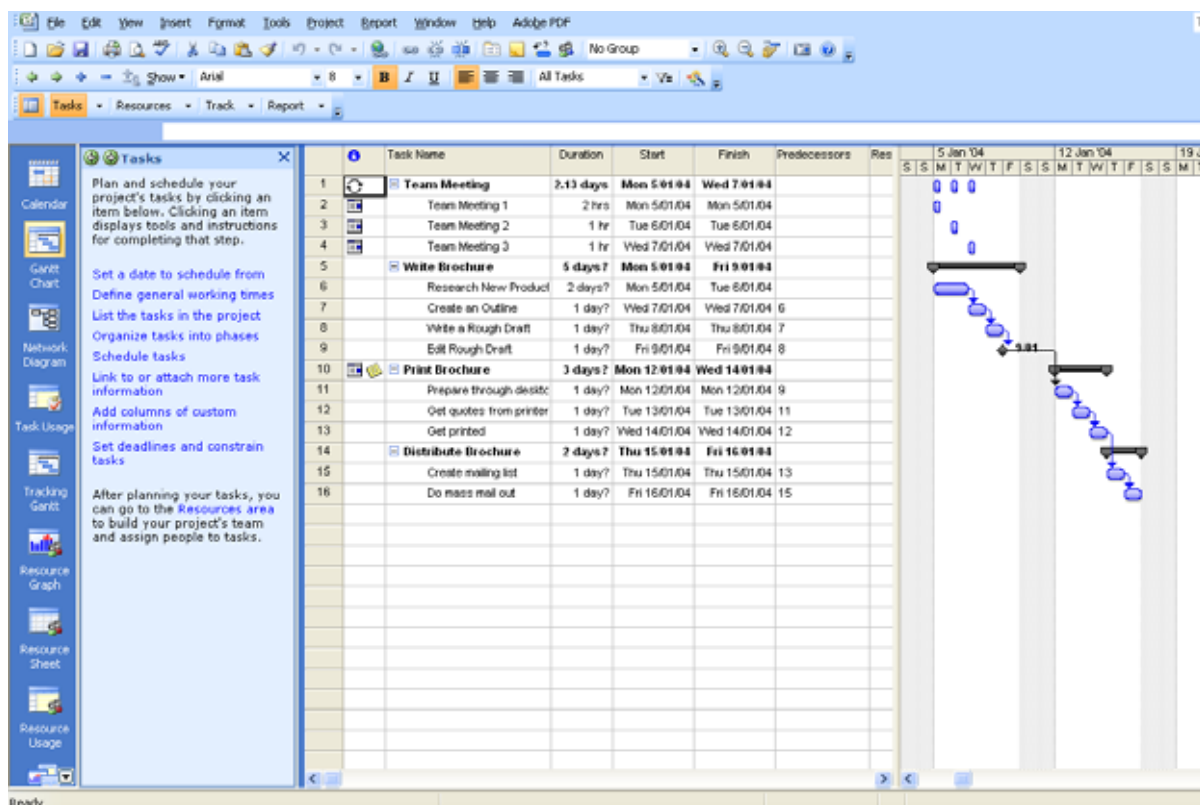 File Edit View Insert Format Tools Project Report Window Help Adobe PDF
No Group
Show Arial 8 B I U All Tasks
Tasks Resources Track Report
Calendar
Gantt
Chart
Network
Diagram
Task Usage
Tracking
Gantt
Resource
Graph
Resource
Sheet
Resource
Usage
Tasks
Plan and schedule your
project's tasks by clicking an
item below. Clicking an item
displays tools and instructions
for completing that step.
Set a date to schedule from
Define general working times
List the tasks in the project
Organize tasks into phases
Schedule tasks
Link to or attach more task
information
Add columns of custom
information
Set deadlines and constrain
tasks
After planning your tasks, you
can go to the Resources area
to build your project's team
and assign people to tasks.
Task Name Duration Start Finish Predecessors Res
1 Team Meeting 2.13 days Mon 5/01/04 Wed 7/01/04
2 Team Meeting 1 2 hrs Mon 5/01/04 Mon 5/01/04
3 Team Meeting 2 1 hr Tue 6/01/04 Tue 6/01/04
4 Team Meeting 3 1 hr Wed 7/01/04 Wed 7/01/04
5 Write Brochure 5 days? Mon 5/01/04 Fri 9/01/04
6 Research New Product 2 days? Mon 5/01/04 Tue 6/01/04
7 Create an Outline 1 day? Wed 7/01/04 Wed 7/01/04 6
8 Write a Rough Draft 1 day? Thu 8/01/04 Thu 8/01/04 7
9 Edit Rough Draft 1 day? Fri 9/01/04 Fri 9/01/04 8
10 Print Brochure 3 days? Mon 12/01/04 Wed 14/01/04
11 Prepare through deskto 1 day? Mon 12/01/04 Mon 12/01/04 9
12 Get quotes from printer 1 day? Tue 13/01/04 Tue 13/01/04 11
13 Get printed 1 day? Wed 14/01/04 Wed 14/01/04 12
14 Distribute Brochure 2 days? Thu 15/01/04 Fri 16/01/04
15 Create mailing list 1 day? Thu 15/01/04 Thu 15/01/04 13
16 Do mass mail out 1 day? Fri 16/01/04 Fri 16/01/04 15
5 Jan '04 12 Jan '04 19
S S M T W T F S S M T W T F S S M
9/01
Ready